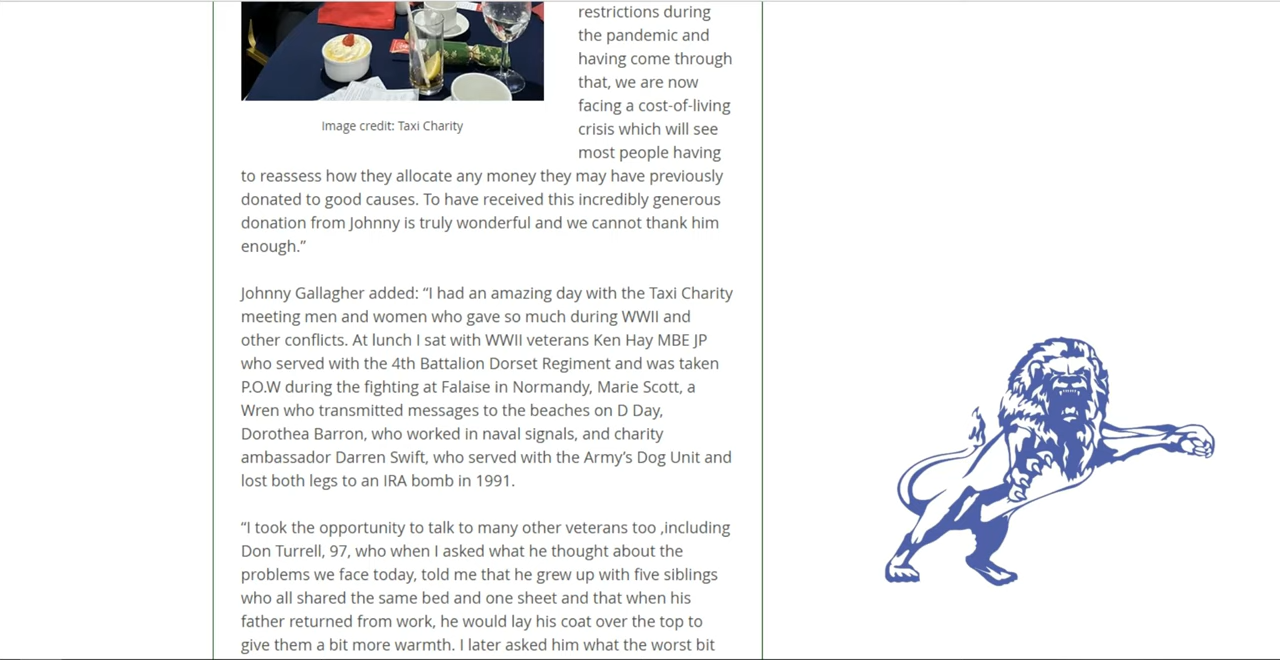 restrictions during
the pandemic and
having come through
that, we are now
facing a cost-of-living
crisis which will see
most people having
Image credit: Taxi Charity
to reassess how they allocate any money they may have previously
donated to good causes. To have received this incredibly generous
donation from Johnny is truly wonderful and we cannot thank him
enough.”
Johnny Gallagher added: “I had an amazing day with the Taxi Charity
meeting men and women who gave so much during WWII and
other conflicts. At lunch I sat with WWII veterans Ken Hay MBE JP
who served with the 4th Battalion Dorset Regiment and was taken
P.O.W during the fighting at Falaise in Normandy, Marie Scott, a
Wren who transmitted messages to the beaches on D Day,
Dorothea Barron, who worked in naval signals, and charity
ambassador Darren Swift, who served with the Army’s Dog Unit and
lost both legs to an IRA bomb in 1991.
“I took the opportunity to talk to many other veterans too ,including
Don Turrell, 97, who when I asked what he thought about the
problems we face today, told me that he grew up with five siblings
who all shared the same bed and one sheet and that when his
father returned from work, he would lay his coat over the top to
give them a bit more warmth. I later asked him what the worst bit